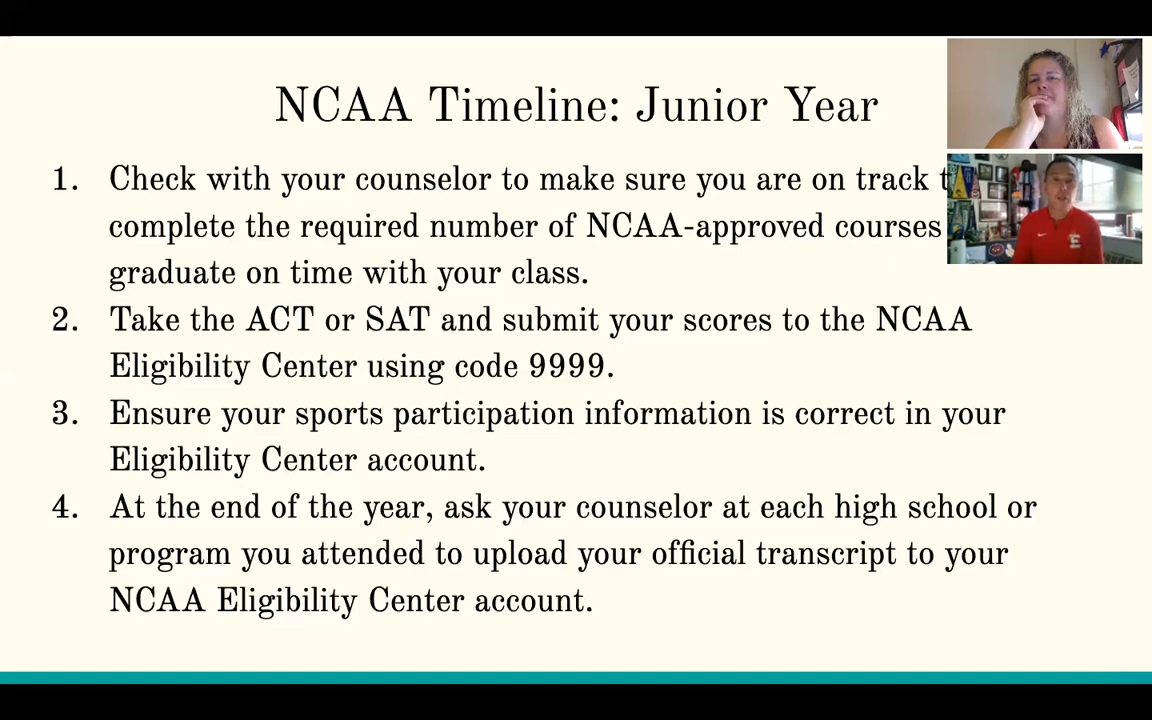 NCAA Timeline: Junior Year
1. Check with your counselor to make sure you are on track
complete the required number of NCAA-approved courses
graduate on time with your class.
2. Take the ACT or SAT and submit your scores to the NCAA
Eligibility Center using code 9999.
3. Ensure your sports participation information is correct in your
Eligibility Center account.
4. At the end of the year, ask your counselor at each high school or
program you attended to upload your official transcript to your
NCAA Eligibility Center account.
E